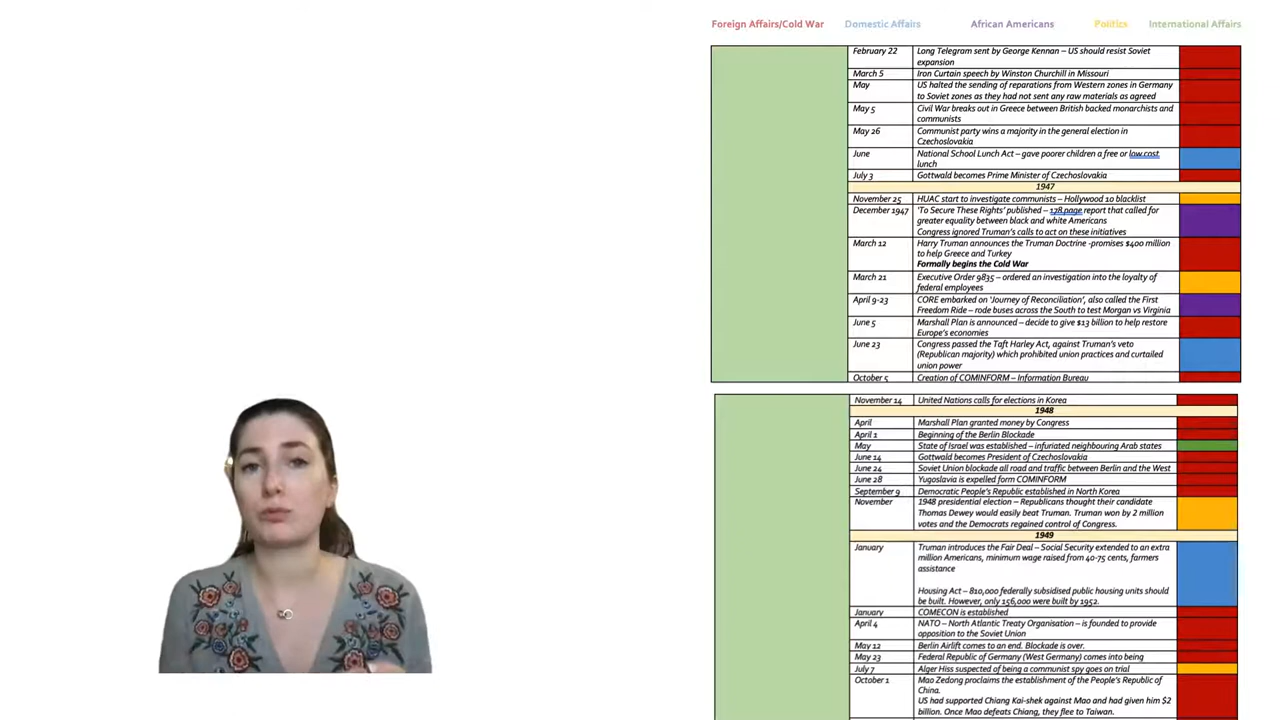 Foreign Affairs/Cold War Domestic Affairs African Americans Politics International Affairs
February 22 Long Telegram sent by George Kennan – US should resist Soviet
expansion
March 5 Iron Curtain speech by Winston Churchill in Missouri
May US halted the sending of reparations from Western zones in Germany
to Soviet zones as they had not sent any raw materials as agreed
May 5 Civil War breaks out in Greece between British backed monarchists and
communists
May 26 Communist party wins a majority in the general election in
Czechoslovakia
June National School Lunch Act – gave poorer children a free or low cost
lunch
July 3 Gottwald becomes Prime Minister of Czechoslovakia
1947
November 25 HUAC start to investigate communists – Hollywood 10 blacklist
December 1947 'To Secure These Rights' published – 178 page report that called for
greater equality between black and white Americans
Congress ignored Truman's calls to act on these initiatives
March 12 Harry Truman announces the Truman Doctrine -promises $400 million
to help Greece and Turkey
Formally begins the Cold War
March 21 Executive Order 9835 – ordered an investigation into the loyalty of
federal employees
April 9-23 CORE embarked on 'Journey of Reconciliation', also called the First
Freedom Ride – rode buses across the South to test Morgan vs Virginia
June 5 Marshall Plan is announced – decide to give $13 billion to help restore
Europe's economies
June 23 Congress passed the Taft Harley Act, against Truman's veto
(Republican majority) which prohibited union practices and curtailed
union power
October 5 Creation of COMINFORM – Information Bureau
November 14 United Nations calls for elections in Korea
1948
April Marshall Plan granted money by Congress
April 1 Beginning of the Berlin Blockade
May State of Israel was established – infuriated neighbouring Arab states
June 14 Gottwald becomes President of Czechoslovakia
June 24 Soviet Union blockade all road and traffic between Berlin and the West
June 28 Yugoslavia is expelled form COMINFORM
September 9 Democratic People's Republic established in North Korea
November 1948 presidential election – Republicans thought their candidate
Thomas Dewey would easily beat Truman. Truman won by 2 million
votes and the Democrats regained control of Congress.
1949
January Truman introduces the Fair Deal – Social Security extended to an extra
million Americans, minimum wage raised from 40-75 cents, farmers
assistance
Housing Act – 810,000 federally subsidised public housing units should
be built. However, only 156,000 were built by 1952.
January COMECON is established
April 4 NATO – North Atlantic Treaty Organisation – is founded to provide
opposition to the Soviet Union
May 12 Berlin Airlift comes to an end. Blockade is over.
May 23 Federal Republic of Germany (West Germany) comes into being
July 7 Alger Hiss suspected of being a communist spy goes on trial
October 1 Mao Zedong proclaims the establishment of the People's Republic of
China.
US had supported Chiang Kai-shek against Mao and had given him $2
billion. Once Mao defeats Chiang, they flee to Taiwan.